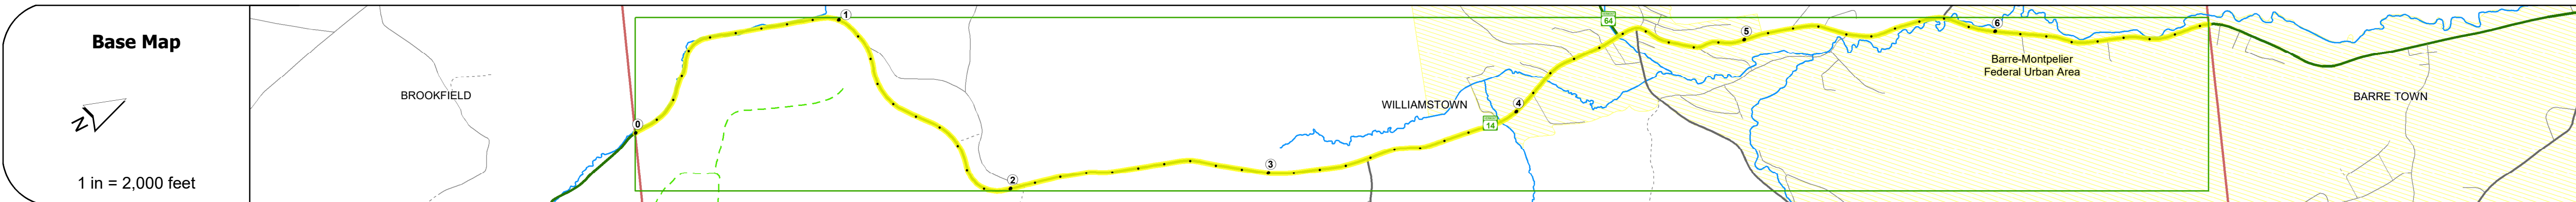 Base Map
N
1 in = 2,000 feet
BROOKFIELD
0
1
2
3
WILLIAMSTOWN
14
4
64
5
6
Barre-Montpelier
Federal Urban Area
BARRE TOWN